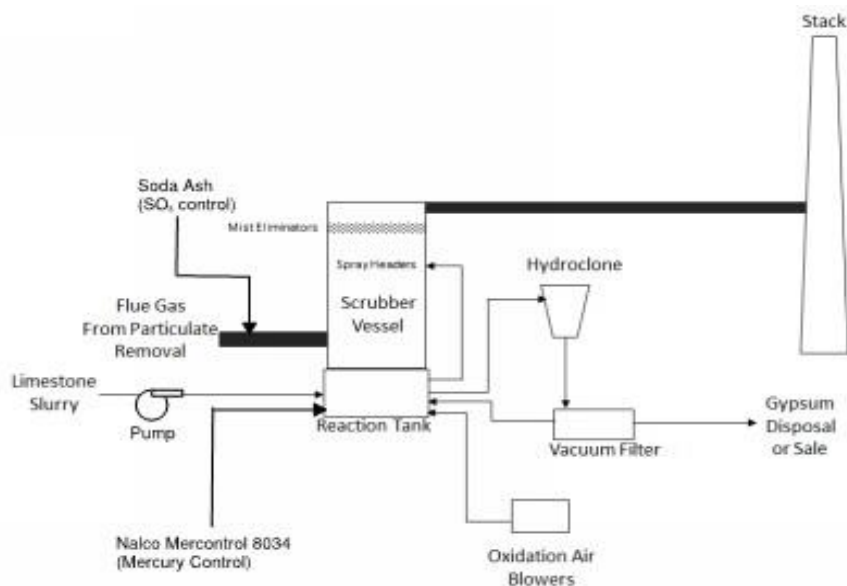 Stack
Soda Ash
(SOₓ control)
Mist Eliminators
Spray Headers
Hydroclone
Scrubber
Vessel
Flue Gas
From Particulate
Removal
Limestone
Slurry
Pump
Reaction Tank
Vacuum Filter
Gypsum
Disposal
or Sale
Nalco Mercontrol 8034
(Mercury Control)
Oxidation Air
Blowers